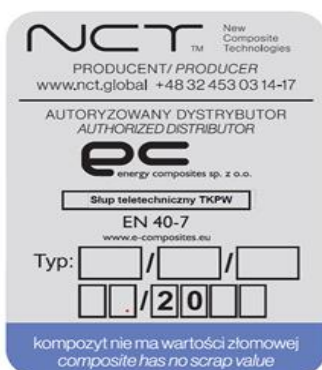 NCT TM New
Composite
Technologies
PRODUCENT/ PRODUCER
www.nct.global +48 32 453 03 14-17
AUTORYZOWANY DYSTRYBUTOR
AUTHORIZED DISTRIBUTOR
ec
energy composites sp. z o.o.
Słup teletechniczny TKPW
EN 40-7
www.e-composites.eu
Typ: / /
. / 20
kompozyt nie ma wartości złomowej
composite has no scrap value